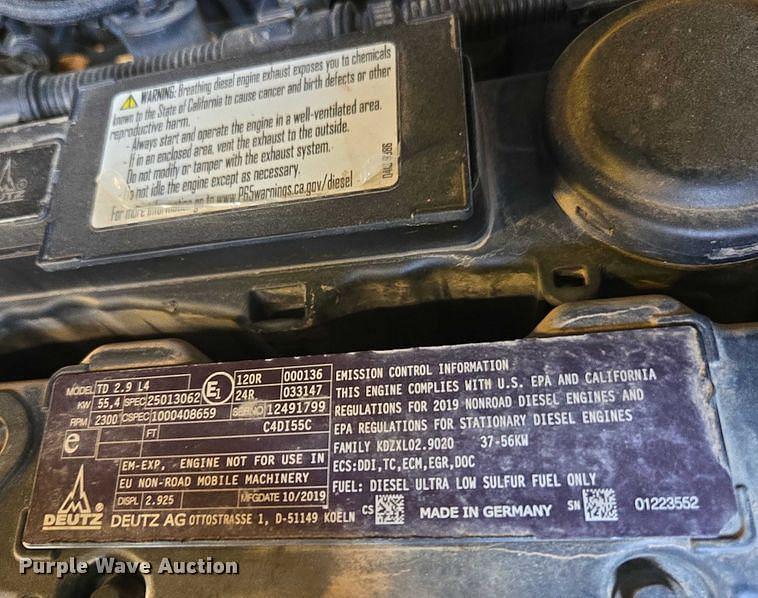 WARNING: Breathing diesel engine exhaust exposes you to chemicals
known to the State of California to cause cancer and birth defects or other
reproductive harm.
- Always start and operate the engine in a well-ventilated area.
- If in an enclosed area, vent the exhaust to the outside.
- Do not modify or tamper with the exhaust system.
- Do not idle the engine except as necessary.
For more information go to www.P65warnings.ca.gov/diesel
DEUTZ
MODEL TD 2.9 L4
KW 55,4 SPEC 25013062
RPM 2300 CSPEC 1000408659
E1 120R 000136
24R 033147
SERNO 12491799
e FT C4DI55C
EM-EXP, ENGINE NOT FOR USE IN
EU NON-ROAD MOBILE MACHINERY
DISPL 2.925 MFGDATE 10/2019
EMISSION CONTROL INFORMATION
THIS ENGINE COMPLIES WITH U.S. EPA AND CALIFORNIA
REGULATIONS FOR 2019 NONROAD DIESEL ENGINES AND
EPA REGULATIONS FOR STATIONARY DIESEL ENGINES
FAMILY KDZXL02.9020 37-56KW
ECS:DDI,TC,ECM,EGR,DOC
FUEL: DIESEL ULTRA LOW SULFUR FUEL ONLY
DEUTZ DEUTZ AG OTTOSTRASSE 1, D-51149 KOELN CS MADE IN GERMANY SN 01223552
Purple Wave Auction